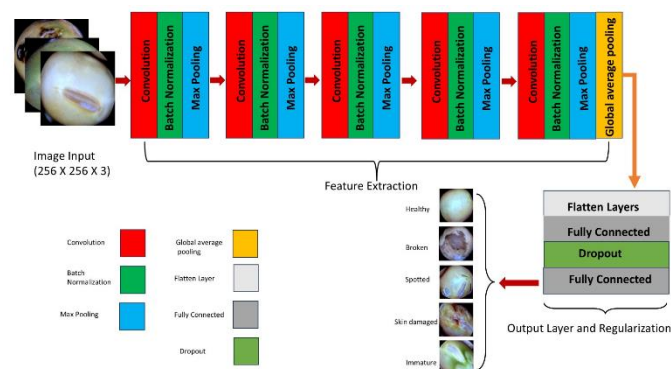 Convolution
Batch Normalization
Max Pooling
Convolution
Batch Normalization
Max Pooling
Convolution
Batch Normalization
Max Pooling
Convolution
Batch Normalization
Max Pooling
Convolution
Batch Normalization
Max Pooling
Global average pooling
Image Input
(256 X 256 X 3)
Feature Extraction
Flatten Layers
Fully Connected
Dropout
Fully Connected
Output Layer and Regularization
Healthy
Broken
Spotted
Skin damaged
Immature
Convolution
Batch
Normalization
Max Pooling
Global average
pooling
Flatten Layer
Fully Connected
Dropout